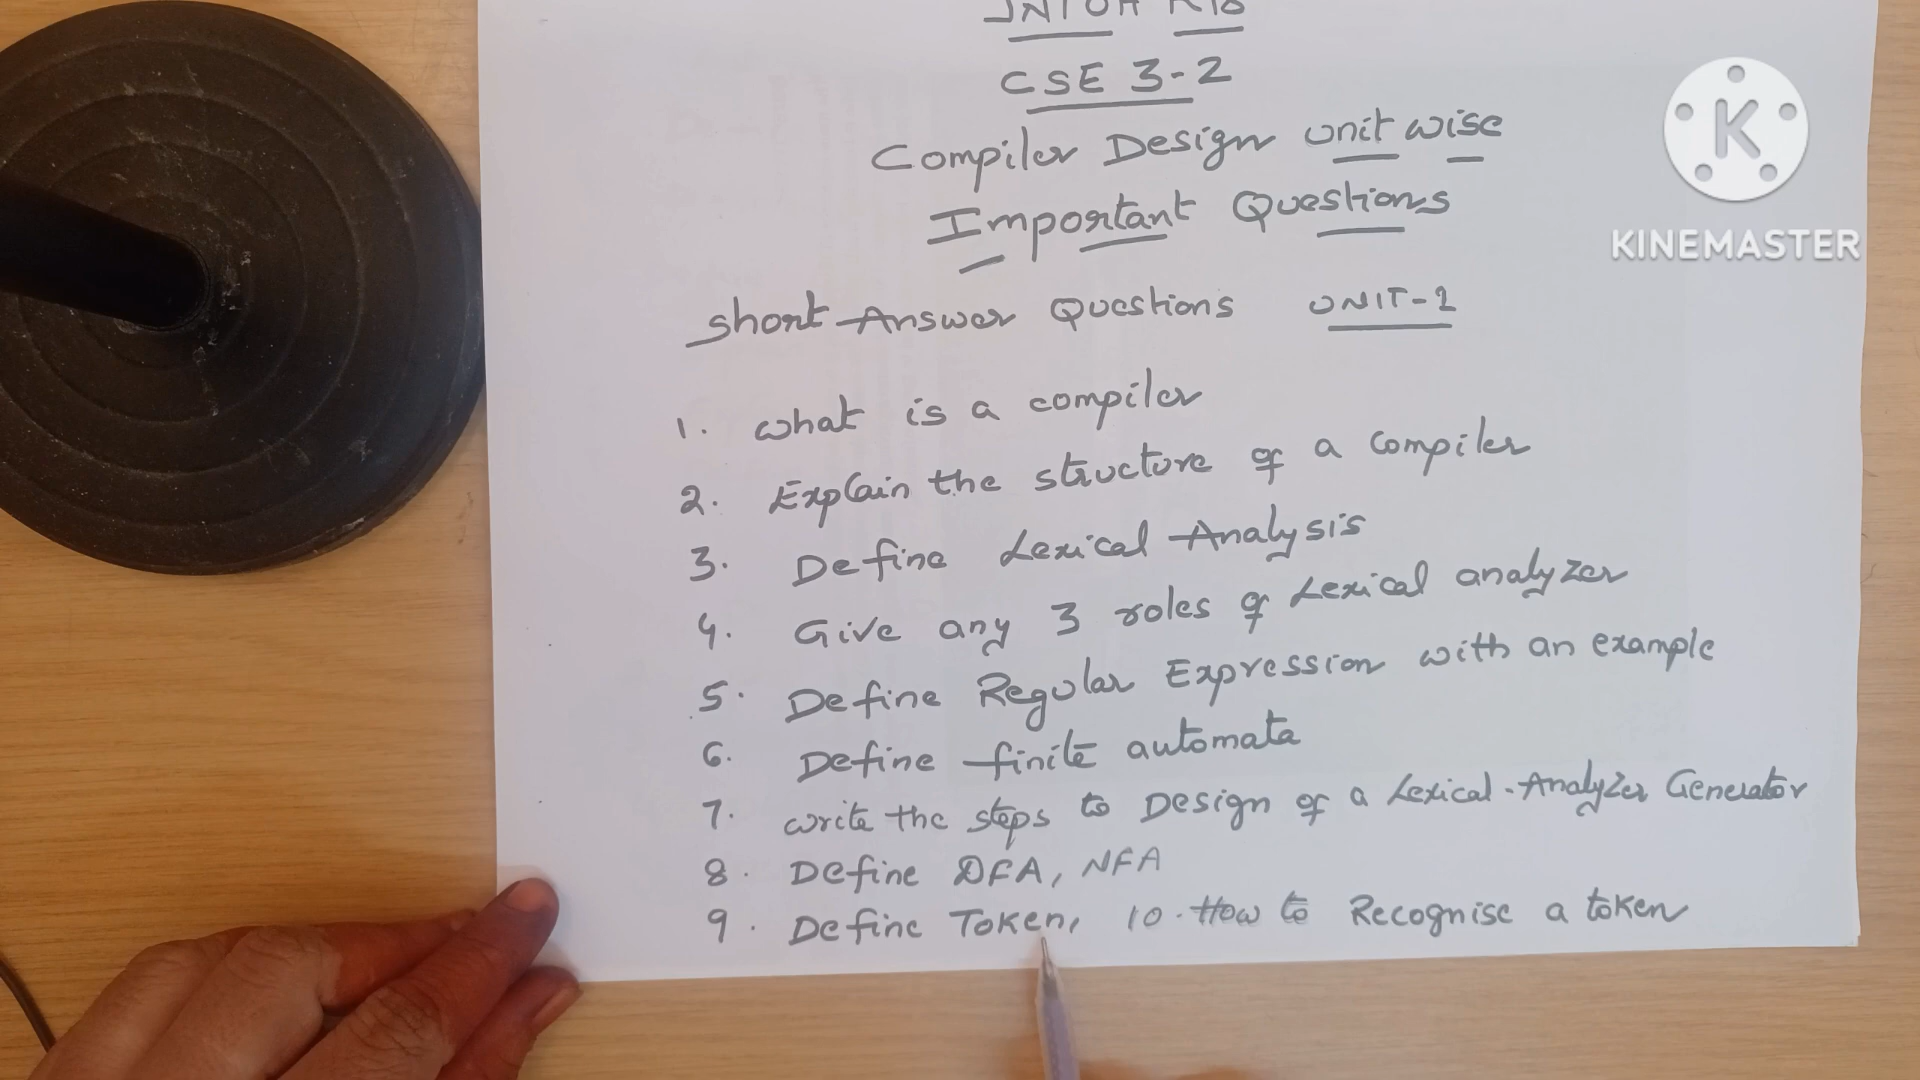 JNTUH R18
CSE 3-2
Compiler Design unit wise
Important Questions
Short Answer Questions UNIT-1
1. what is a compiler
2. Explain the structure of a compiler
3. Define Lexical Analysis
4. Give any 3 roles of Lexical analyzer
5. Define Regular Expression with an example
6. Define finite automata
7. write the steps to Design of a Lexical-Analyzer Generator
8. Define DFA, NFA
9. Define Token, 10. How to Recognise a token
K
KINEMASTER